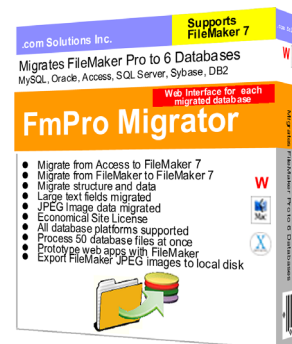 .com Solutions Inc.
Supports
FileMaker 7
Migrates FileMaker Pro to 6 Databases
MySQL, Oracle, Access, SQL Server, Sybase, DB2
Web Interface for each
migrated database
FmPro Migrator
Migrate from Access to FileMaker 7
Migrate from FileMaker to FileMaker 7
Migrate structure and data
Large text fields migrated
JPEG Image data migrated
Economical Site License
All database platforms supported
Process 50 database files at once
Prototype web apps with FileMaker
Export FileMaker JPEG images to local disk
W
W
Mac
X
Migrates FileMaker Pro to 6 Databases